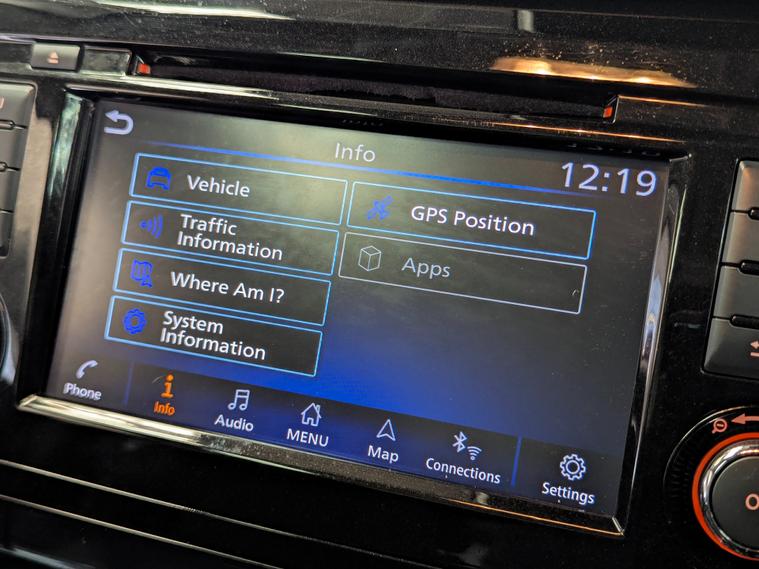 Info
12:19
Vehicle
GPS Position
Traffic
Information
Apps
Where Am I?
System
Information
Phone
Info
Audio
MENU
Map
Connections
Settings